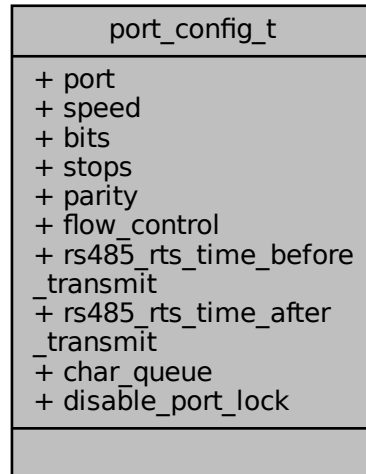 port_config_t
+ port
+ speed
+ bits
+ stops
+ parity
+ flow_control
+ rs485_rts_time_before
_transmit
+ rs485_rts_time_after
_transmit
+ char_queue
+ disable_port_lock